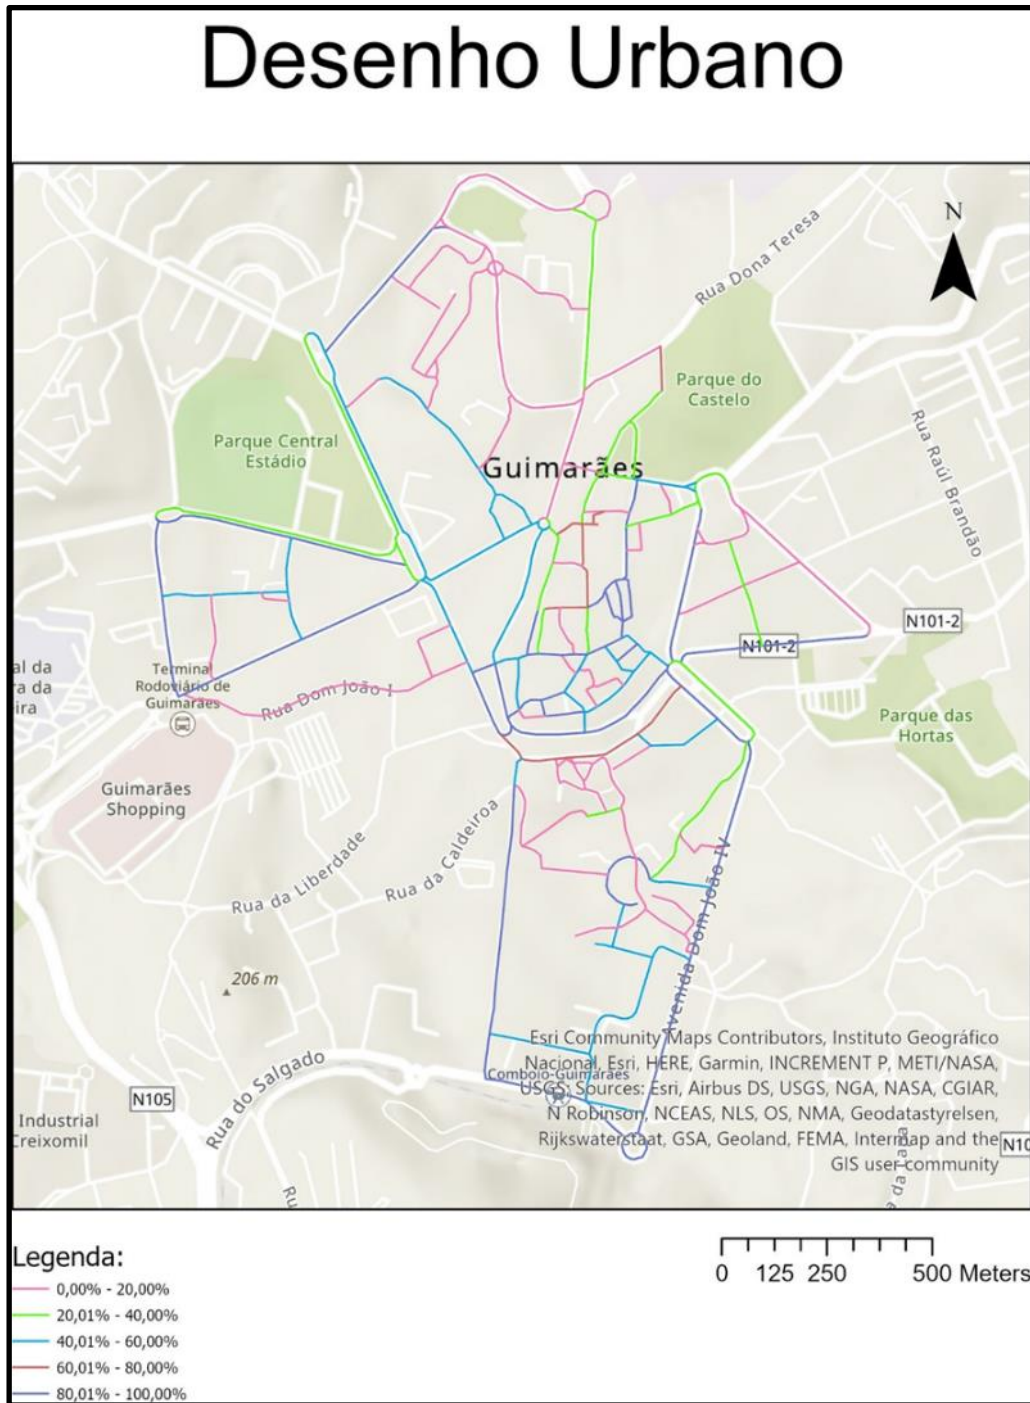 Desenho Urbano
N
Rua Dona Teresa
Parque do
Castelo
Rua Raúl Brandão
Parque Central
Estádio
Guimarães
N101-2
N101-2
al da
ra da
ira
Terminal
Rodoviário de
Guimarães
Rua Dom João I
Parque das
Hortas
Guimarães
Shopping
Rua da Liberdade
Rua da Caldeiroa
Avenida Dom João IV
206 m
Esri Community Maps Contributors, Instituto Geográfico
Nacional, Esri, HERE, Garmin, INCREMENT P, METI/NASA,
Comboio-Guimarães
USGS; Sources: Esri, Airbus DS, USGS, NGA, NASA, CGIAR,
N Robinson, NCEAS, NLS, OS, NMA, Geodatastyrelsen,
Rijkswaterstaat, GSA, Geoland, FEMA, Intermap and the
GIS user community
N105
Rua do Salgado
Industrial
Creixomil
Ru
N10
Legenda:
0,00% - 20,00%
20,01% - 40,00%
40,01% - 60,00%
60,01% - 80,00%
80,01% - 100,00%
0 125 250 500 Meters